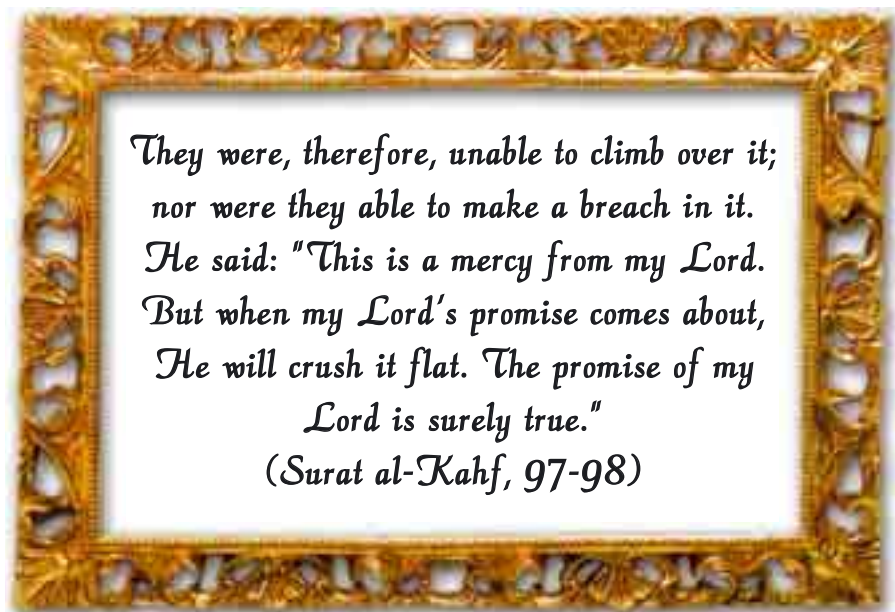 They were, therefore, unable to climb over it;
nor were they able to make a breach in it.
He said: "This is a mercy from my Lord.
But when my Lord's promise comes about,
He will crush it flat. The promise of my
Lord is surely true."
(Surat al-Kahf, 97-98)